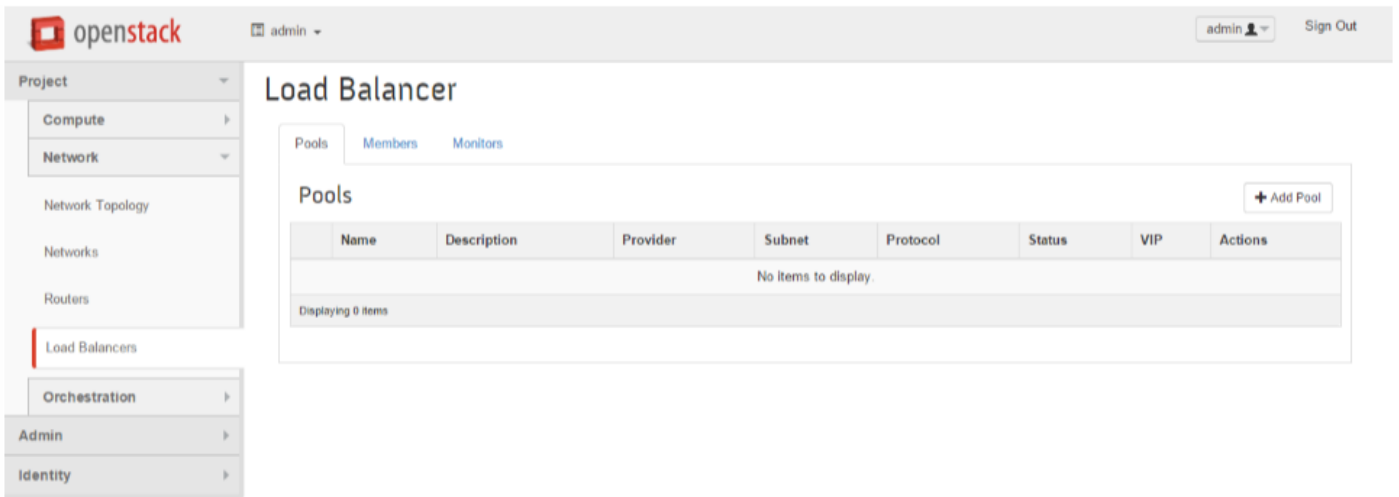 openstack
admin
admin
Sign Out
Project
Compute
Network
Network Topology
Networks
Routers
Load Balancers
Orchestration
Admin
Identity
Load Balancer
Pools Members Monitors
Pools
+ Add Pool
Name Description Provider Subnet Protocol Status VIP Actions
No items to display.
Displaying 0 items